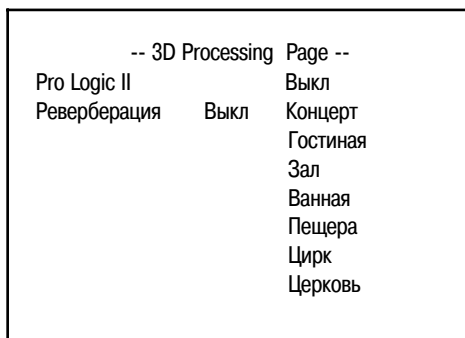 -- 3D Processing Page --
Pro Logic II Выкл
Реверберация Выкл Концерт
Гостиная
Зал
Ванная
Пещера
Цирк
Церковь